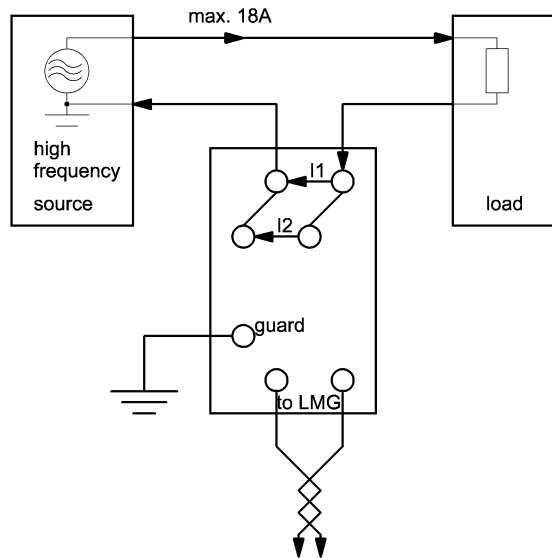 max. 18A
high
frequency
source
load
I1
I2
guard
to LMG